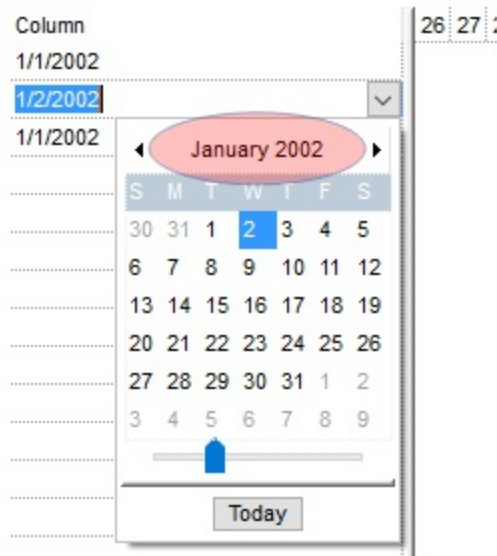 Column
26 27
1/1/2002
1/2/2002
1/1/2002
January 2002
S M T W T F S
30 31 1 2 3 4 5
6 7 8 9 10 11 12
13 14 15 16 17 18 19
20 21 22 23 24 25 26
27 28 29 30 31 1 2
3 4 5 6 7 8 9
Today